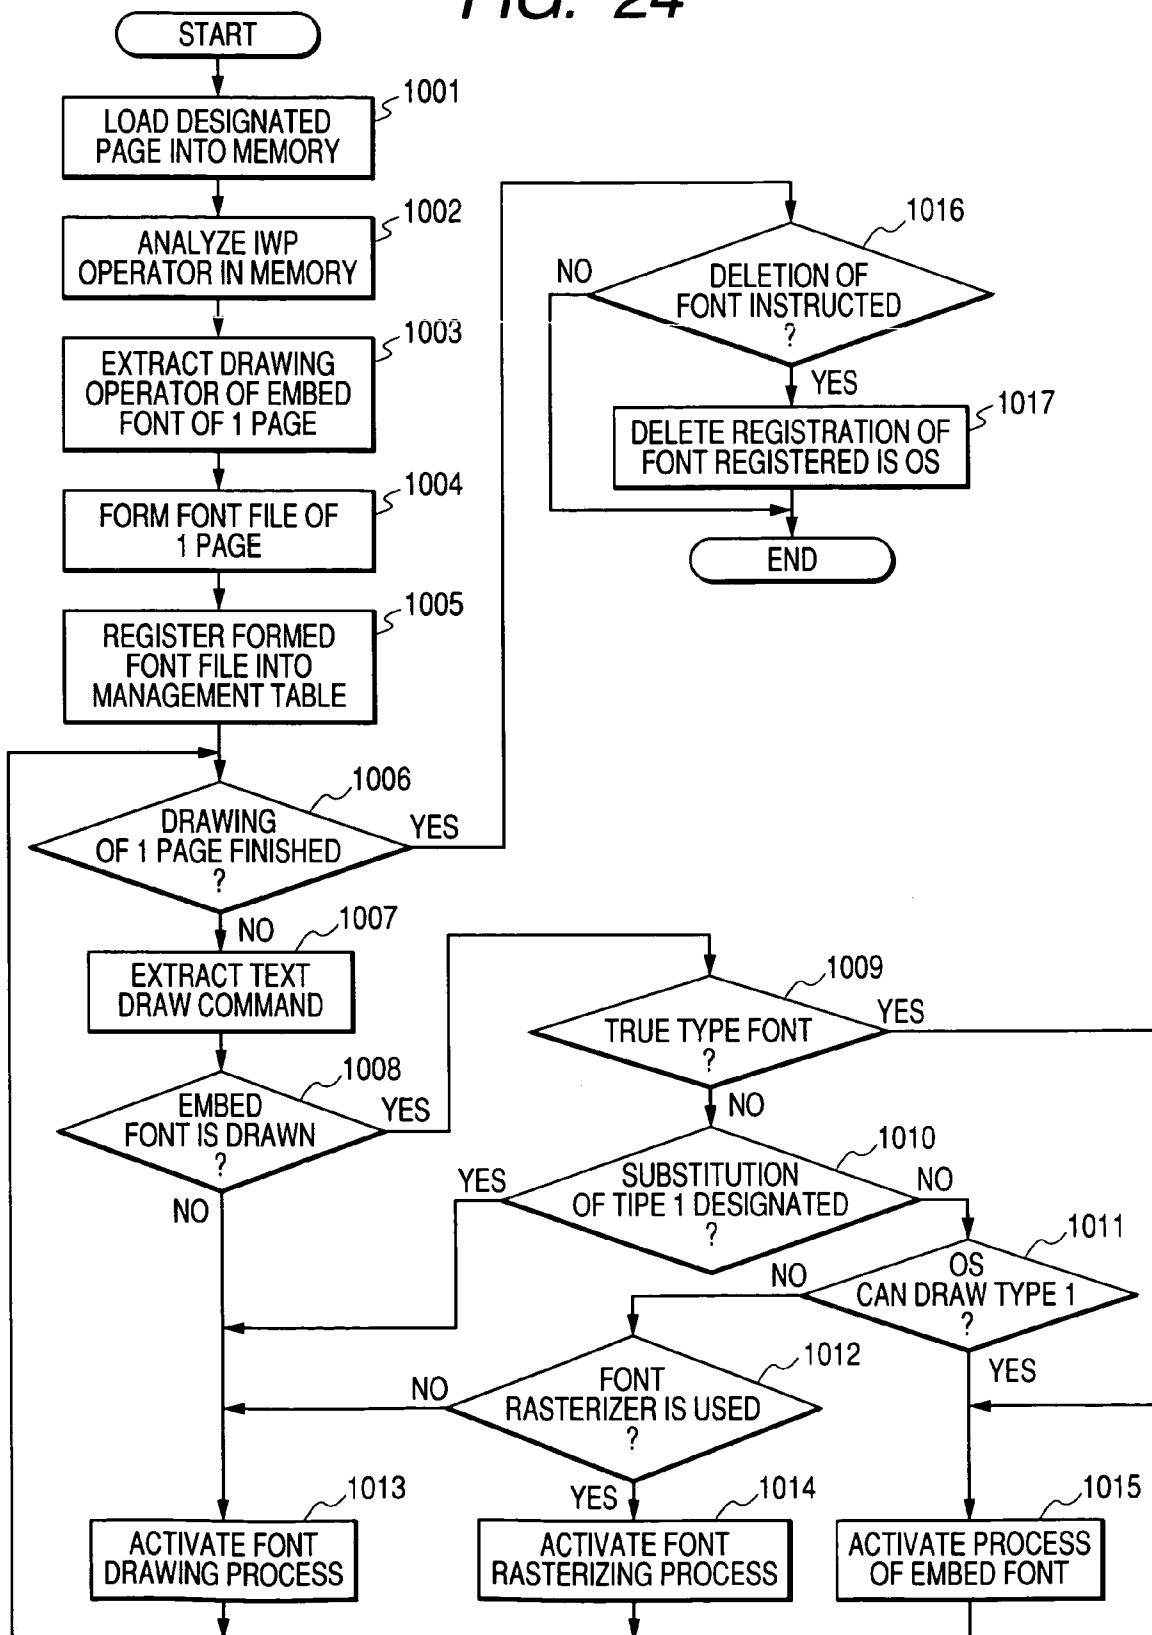 FIG. 24
START
1001
LOAD DESIGNATED
PAGE INTO MEMORY
1002
ANALYZE IWP
OPERATOR IN MEMORY
1003
EXTRACT DRAWING
OPERATOR OF EMBED
FONT OF 1 PAGE
1004
FORM FONT FILE OF
1 PAGE
1005
REGISTER FORMED
FONT FILE INTO
MANAGEMENT TABLE
1006
DRAWING
OF 1 PAGE FINISHED
?
YES
NO
1016
DELETION OF
FONT INSTRUCTED
?
NO
YES
1017
DELETE REGISTRATION OF
FONT REGISTERED IS OS
END
1007
EXTRACT TEXT
DRAW COMMAND
1008
EMBED
FONT IS DRAWN
?
YES
NO
1009
TRUE TYPE FONT
?
YES
NO
1010
SUBSTITUTION
OF TIPE 1 DESIGNATED
?
YES
NO
1011
OS
CAN DRAW TYPE 1
?
NO
YES
1012
FONT
RASTERIZER IS USED
?
NO
YES
1013
ACTIVATE FONT
DRAWING PROCESS
1014
ACTIVATE FONT
RASTERIZING PROCESS
1015
ACTIVATE PROCESS
OF EMBED FONT